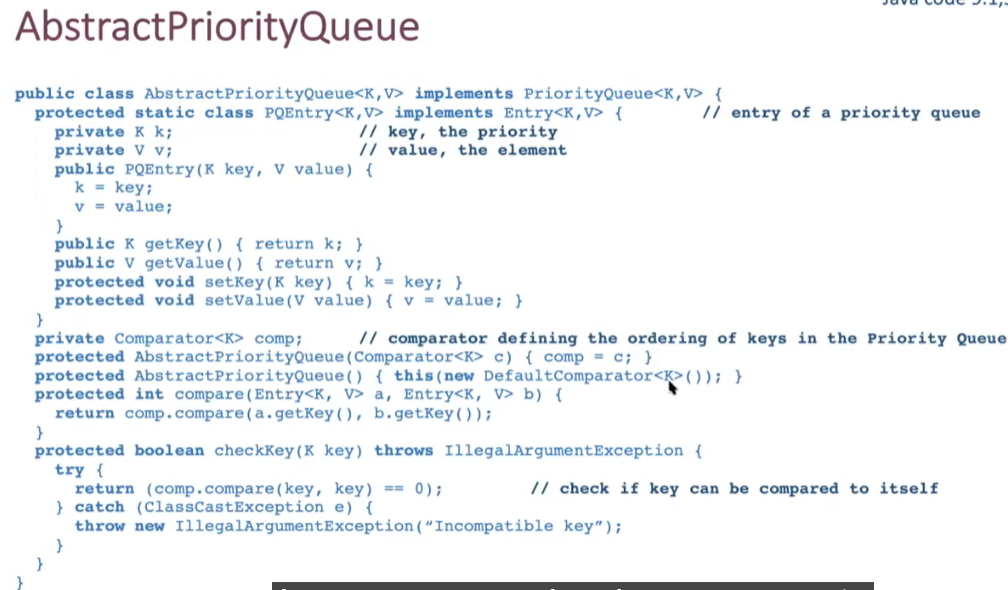 AbstractPriorityQueue
public class AbstractPriorityQueue<K,V> implements PriorityQueue<K,V> {
protected static class PQEntry<K,V> implements Entry<K,V> { // entry of a priority queue
private K k; // key, the priority
private V v; // value, the element
public PQEntry(K key, V value) {
k = key;
v = value;
}
public K getKey() { return k; }
public V getValue() { return v; }
protected void setKey(K key) { k = key; }
protected void setValue(V value) { v = value; }
}
private Comparator<K> comp; // comparator defining the ordering of keys in the Priority Queue
protected AbstractPriorityQueue(Comparator<K> c) { comp = c; }
protected AbstractPriorityQueue() { this(new DefaultComparator<K>()); }
protected int compare(Entry<K, V> a, Entry<K, V> b) {
return comp.compare(a.getKey(), b.getKey());
}
protected boolean checkKey(K key) throws IllegalArgumentException {
try {
return (comp.compare(key, key) == 0); // check if key can be compared to itself
} catch (ClassCastException e) {
throw new IllegalArgumentException(“Incompatible key”);
}
}
}